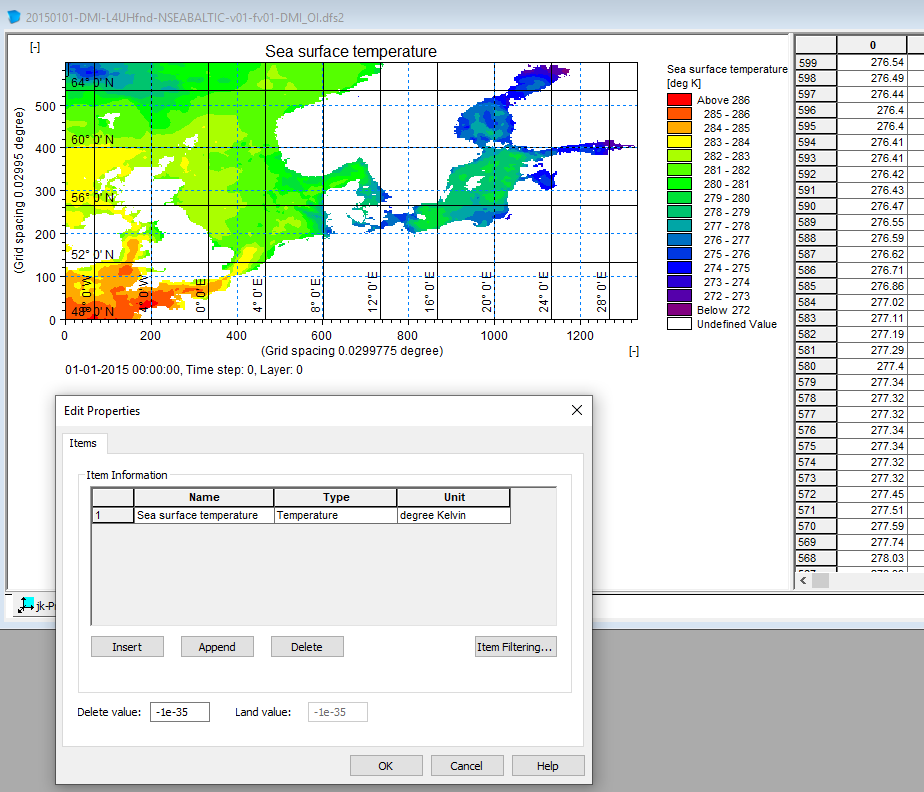 20150101-DMI-L4UHfnd-NSEABALTIC-v01-fv01-DMI_OI.dfs2
[-]
Sea surface temperature
64° 0' N
60° 0' N
56° 0' N
52° 0' N
48° 0' N
8° 0' W
4° 0' W
0° 0' E
4° 0' E
8° 0' E
12° 0' E
16° 0' E
20° 0' E
24° 0' E
28° 0' E
500
400
300
200
100
0
(Grid spacing 0.02995 degree)
0 200 400 600 800 1000 1200
(Grid spacing 0.0299775 degree)
[-]
01-01-2015 00:00:00, Time step: 0, Layer: 0
Sea surface temperature
[deg K]
Above 286
285 - 286
284 - 285
283 - 284
282 - 283
281 - 282
280 - 281
279 - 280
278 - 279
277 - 278
276 - 277
275 - 276
274 - 275
273 - 274
272 - 273
Below 272
Undefined Value
0
599 276.54
598 276.49
597 276.44
596 276.4
595 276.4
594 276.41
593 276.41
592 276.42
591 276.43
590 276.47
589 276.55
588 276.59
587 276.62
586 276.71
585 276.86
584 277.02
583 277.11
582 277.19
581 277.29
580 277.4
579 277.34
578 277.32
577 277.32
576 277.34
575 277.34
574 277.32
573 277.32
572 277.45
571 277.51
570 277.59
569 277.74
568 278.03
jk-P
Edit Properties
Items
Item Information
Name Type Unit
1 Sea surface temperature Temperature degree Kelvin
Insert Append Delete Item Filtering...
Delete value: -1e-35 Land value: -1e-35
OK Cancel Help